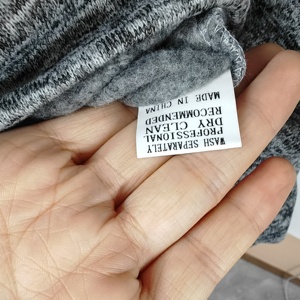 WASH SEPARATELY
PROFESSIONAL
DRY CLEAN
RECOMMENDED
MADE IN CHINA